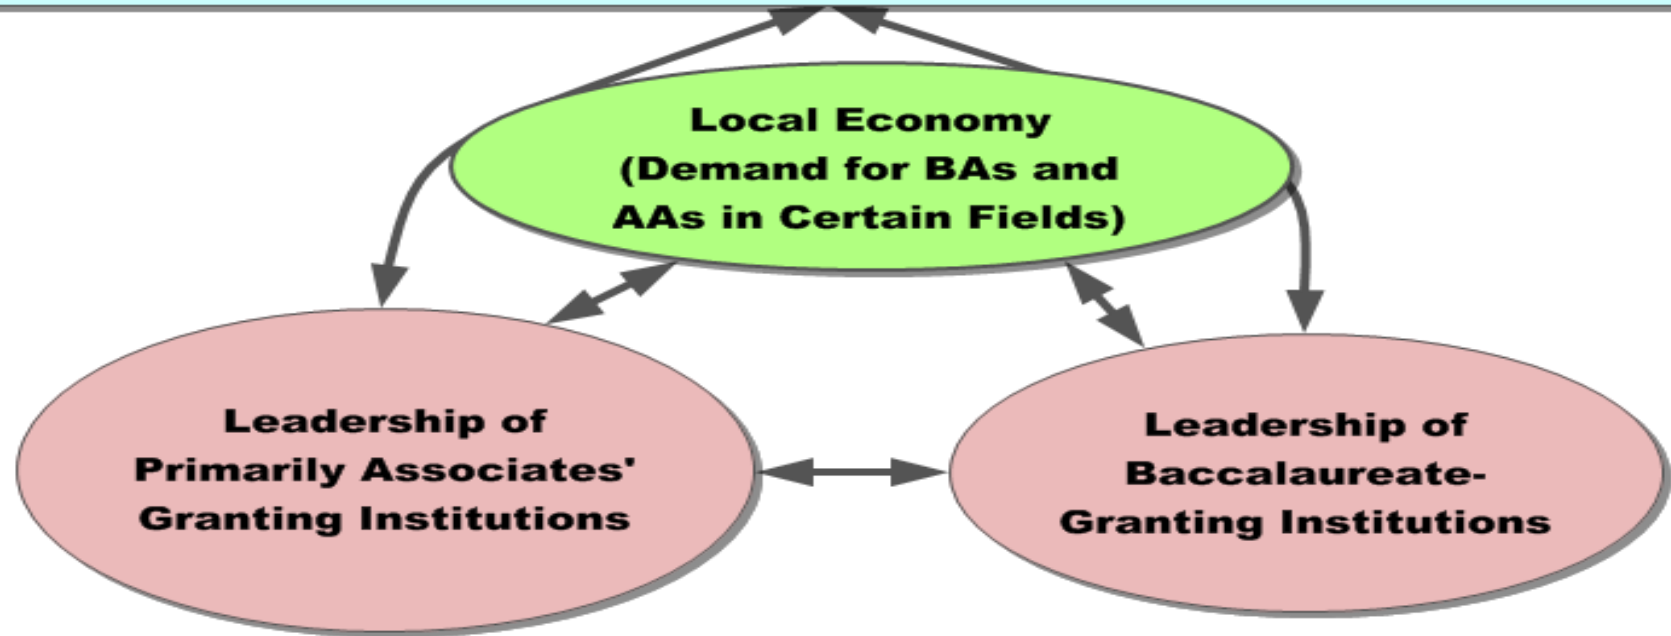 Local Economy
(Demand for BAs and
AAs in Certain Fields)
Leadership of
Primarily Associates'
Granting Institutions
Leadership of
Baccalaureate-
Granting Institutions